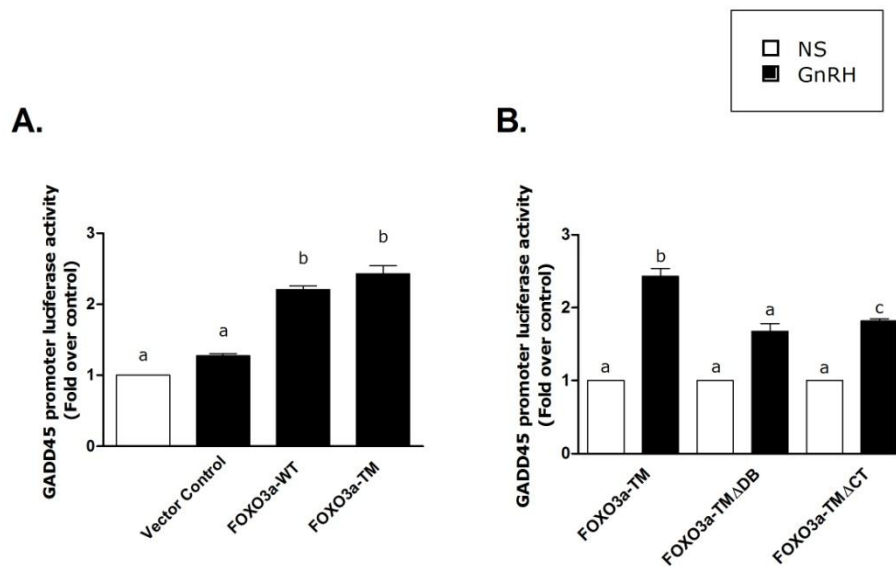 NS
GnRH
A.
GADD45 promoter luciferase activity
(Fold over control)
3
2
1
0
a
a
b
b
Vector Control
FOXO3a-WT
FOXO3a-TM
B.
GADD45 promoter luciferase activity
(Fold over control)
3
2
1
0
a
b
a
a
a
c
FOXO3a-TM
FOXO3a-TMΔDB
FOXO3a-TMΔCT